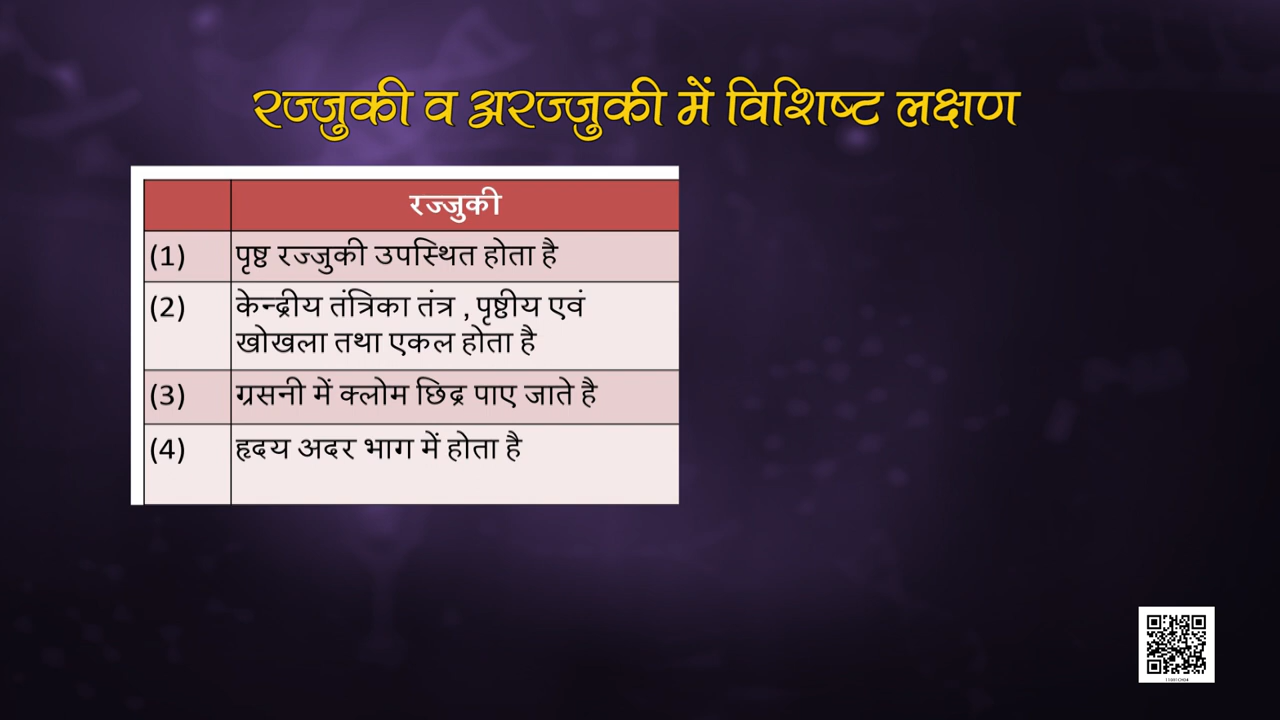 रज्जुकी व अरज्जुकी में विशिष्ट लक्षण
रज्जुकी
(1) पृष्ठ रज्जुकी उपस्थित होता है
(2) केन्द्रीय तंत्रिका तंत्र , पृष्ठीय एवं
खोखला तथा एकल होता है
(3) ग्रसनी में क्लोम छिद्र पाए जाते है
(4) हृदय अदर भाग में होता है